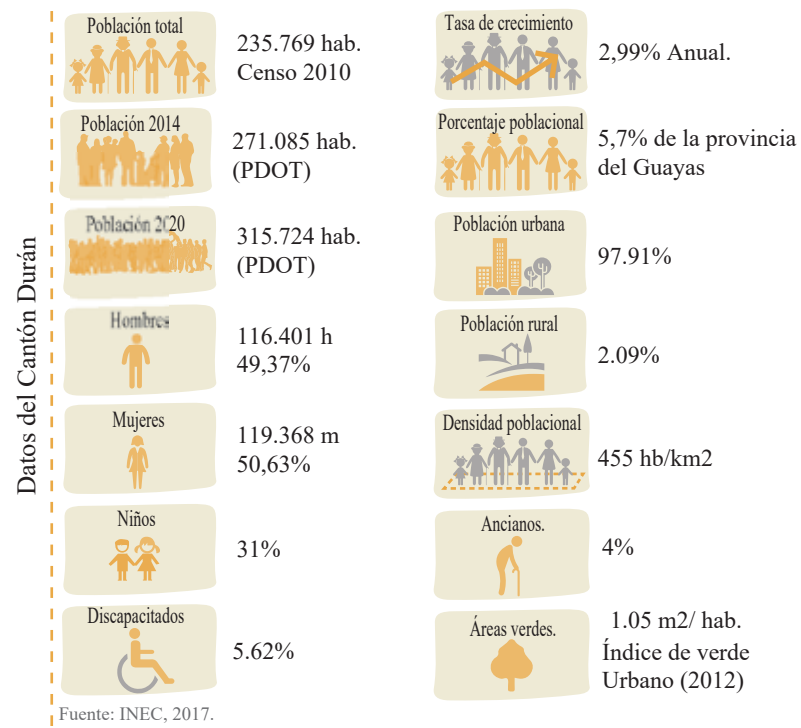 Datos del Cantón Durán
Población total
235.769 hab.
Censo 2010
Población 2014
271.085 hab.
(PDOT)
Población 2020
315.724 hab.
(PDOT)
Hombres
116.401 h
49,37%
Mujeres
119.368 m
50,63%
Niños
31%
Discapacitados
5.62%
Tasa de crecimiento
2,99% Anual.
Porcentaje poblacional
5,7% de la provincia
del Guayas
Población urbana
97.91%
Población rural
2.09%
Densidad poblacional
455 hb/km2
Ancianos.
4%
Áreas verdes.
1.05 m2/ hab.
Índice de verde
Urbano (2012)
Fuente: INEC, 2017.